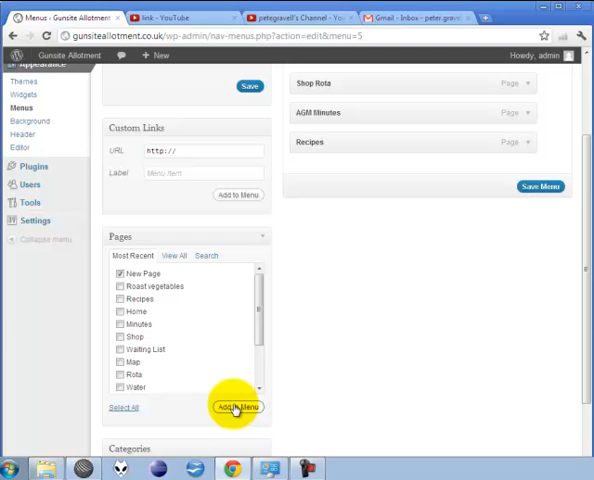 Menus ‹ Gunsite Allotment
link - YouTube
petegravell's Channel - Yo
Gmail - Inbox - peter.grave
gunsiteallotment.co.uk/wp-admin/nav-menus.php?action=edit&menu=5
Gunsite Allotment
+ New
Howdy, admin
Appearance
Themes
Widgets
Menus
Background
Header
Editor
Plugins
Users
Tools
Settings
Collapse menu
Save
Custom Links
URL http://
Label Menu Item
Add to Menu
Pages
Most Recent View All Search
New Page
Roast vegetables
Recipes
Home
Minutes
Shop
Waiting List
Map
Rota
Water
Select All
Add to Menu
Categories
Shop Rota Page
AGM Minutes Page
Recipes Page
Save Menu